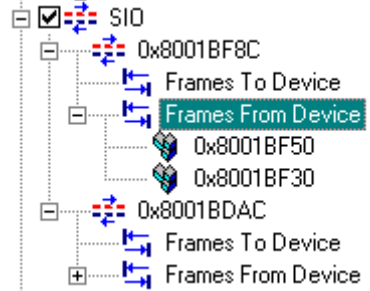 SIO
0x8001BF8C
Frames To Device
Frames From Device
0x8001BF50
0x8001BF30
0x8001BDAC
Frames To Device
Frames From Device